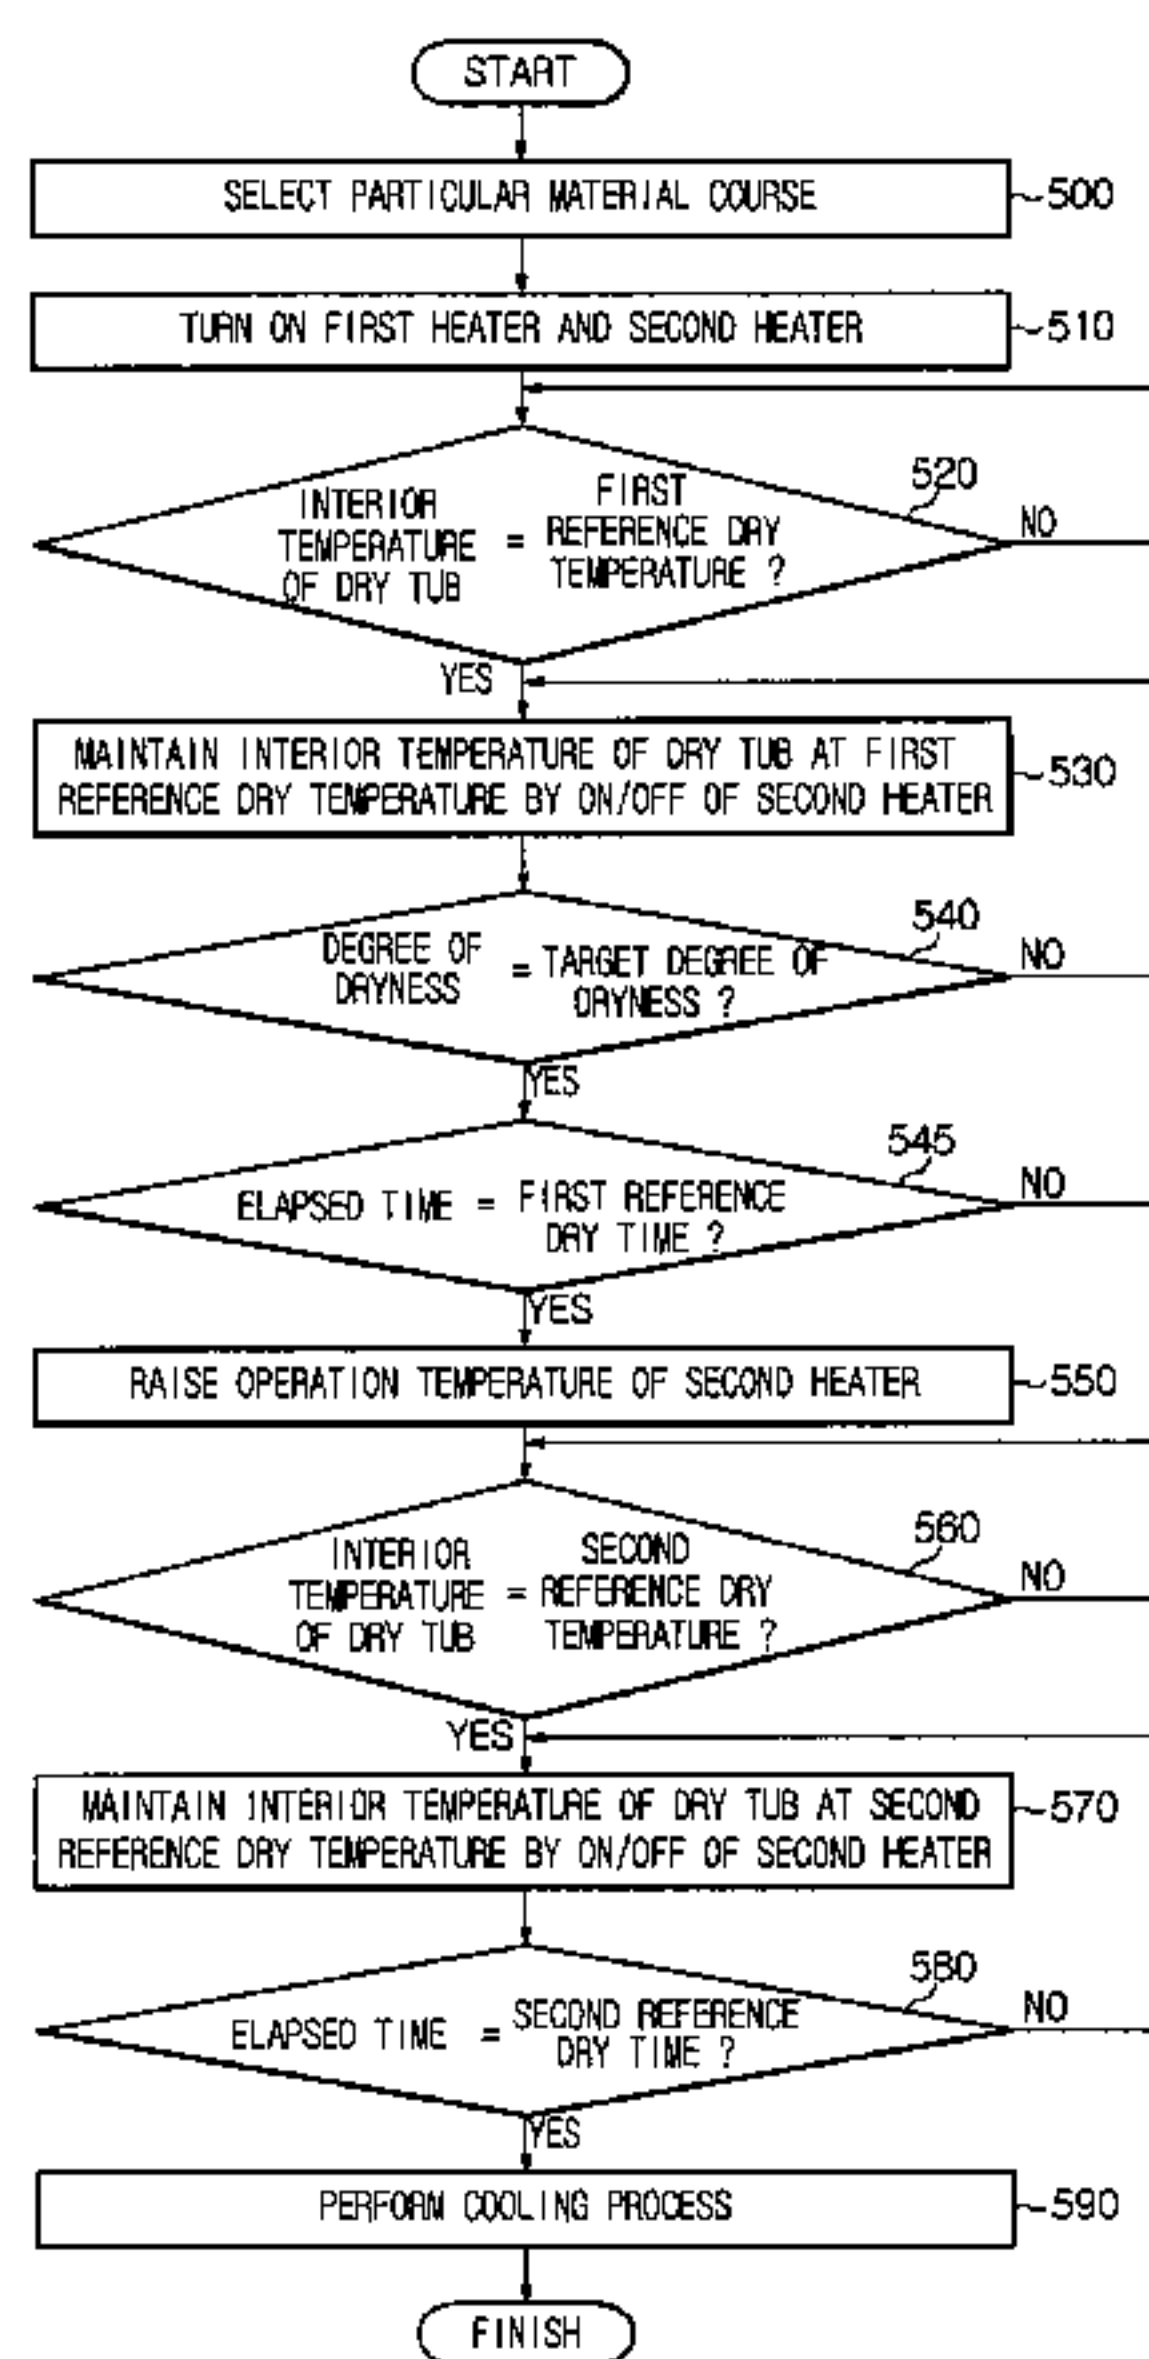 START
SELECT PARTICULAR MATERIAL COURSE
500
TURN ON FIRST HEATER AND SECOND HEATER
510
INTERIOR
TEMPERATURE
OF DRY TUB
=
FIRST
REFERENCE DRY
TEMPERATURE ?
520
NO
YES
MAINTAIN INTERIOR TEMPERATURE OF DRY TUB AT FIRST
REFERENCE DRY TEMPERATURE BY ON/OFF OF SECOND HEATER
530
DEGREE OF
DRYNESS
=
TARGET DEGREE OF
DRYNESS ?
540
NO
YES
ELAPSED TIME =
FIRST REFERENCE
DRY TIME ?
545
NO
YES
RAISE OPERATION TEMPERATURE OF SECOND HEATER
550
INTERIOR
TEMPERATURE
OF DRY TUB
=
SECOND
REFERENCE DRY
TEMPERATURE ?
560
NO
YES
MAINTAIN INTERIOR TEMPERATURE OF DRY TUB AT SECOND
REFERENCE DRY TEMPERATURE BY ON/OFF OF SECOND HEATER
570
ELAPSED TIME =
SECOND REFERENCE
DRY TIME ?
580
NO
YES
PERFORM COOLING PROCESS
590
FINISH